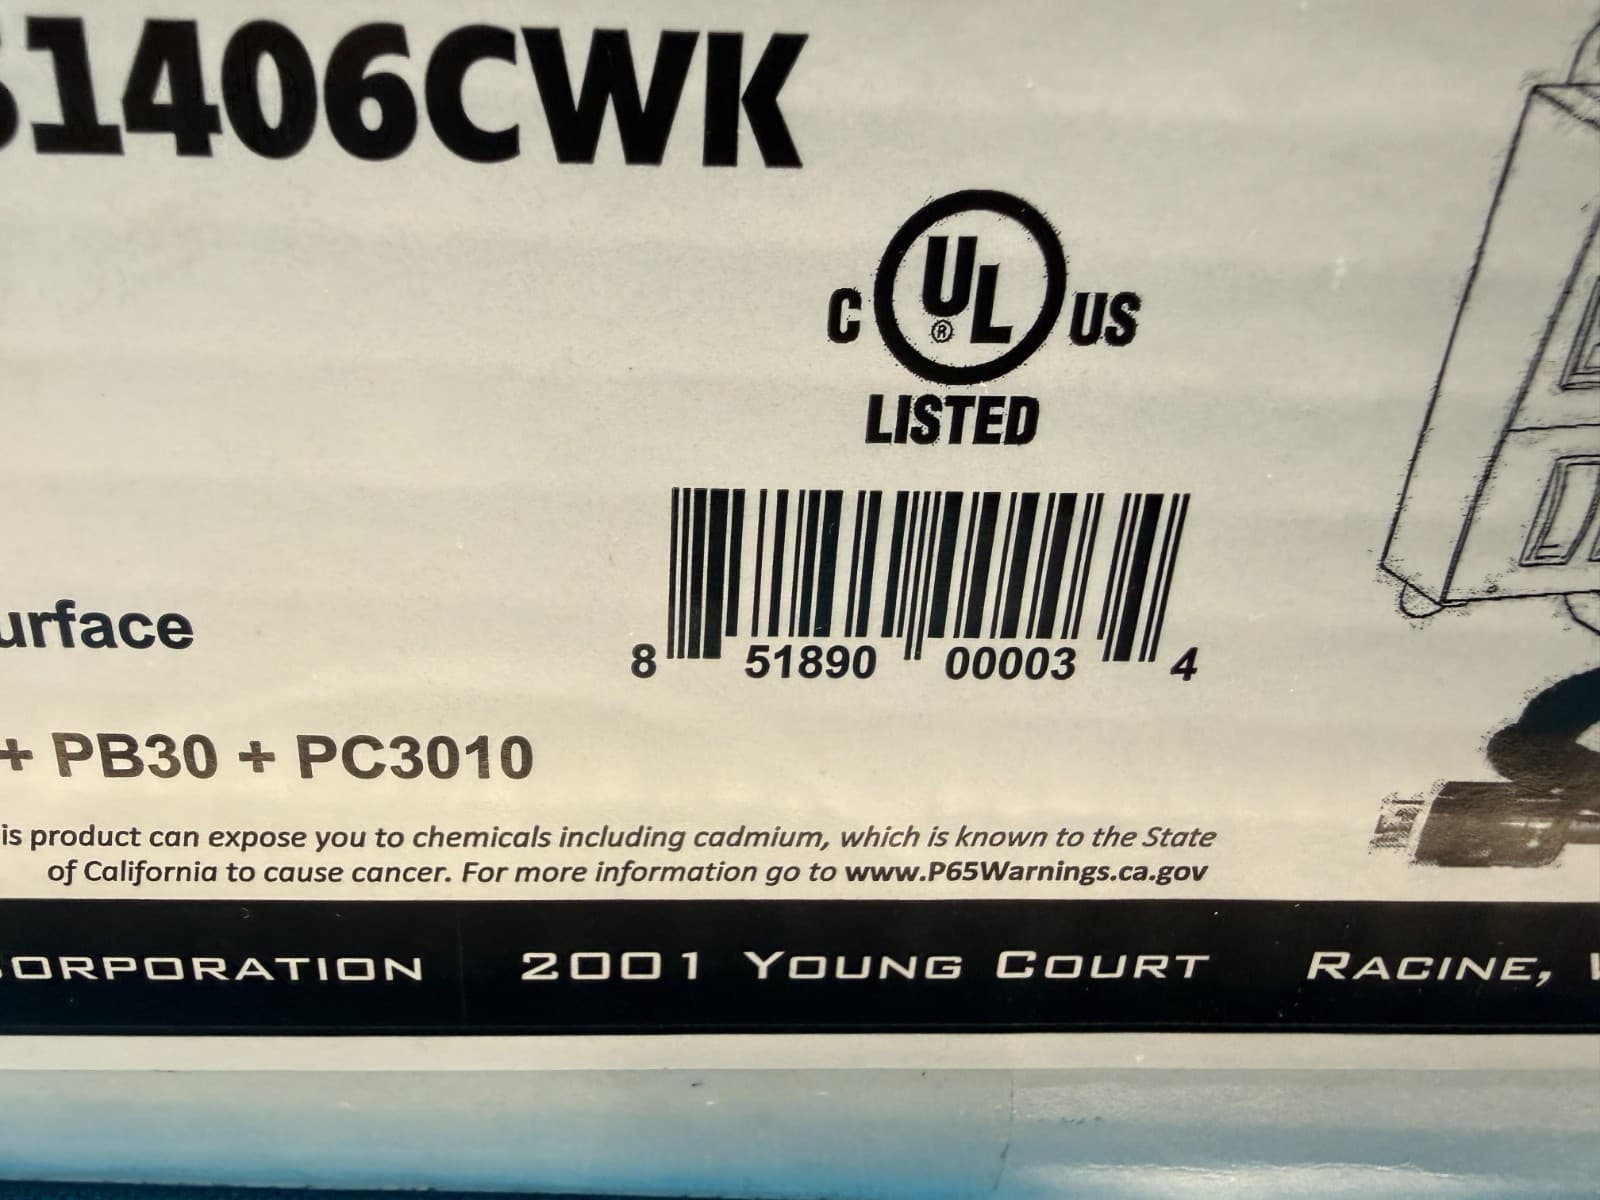 1406CWK
C UL US
®
LISTED
urface
8 51890 00003 4
+ PB30 + PC3010
is product can expose you to chemicals including cadmium, which is known to the State
of California to cause cancer. For more information go to www.P65Warnings.ca.gov
ORPORATION 2001 YOUNG COURT RACINE,